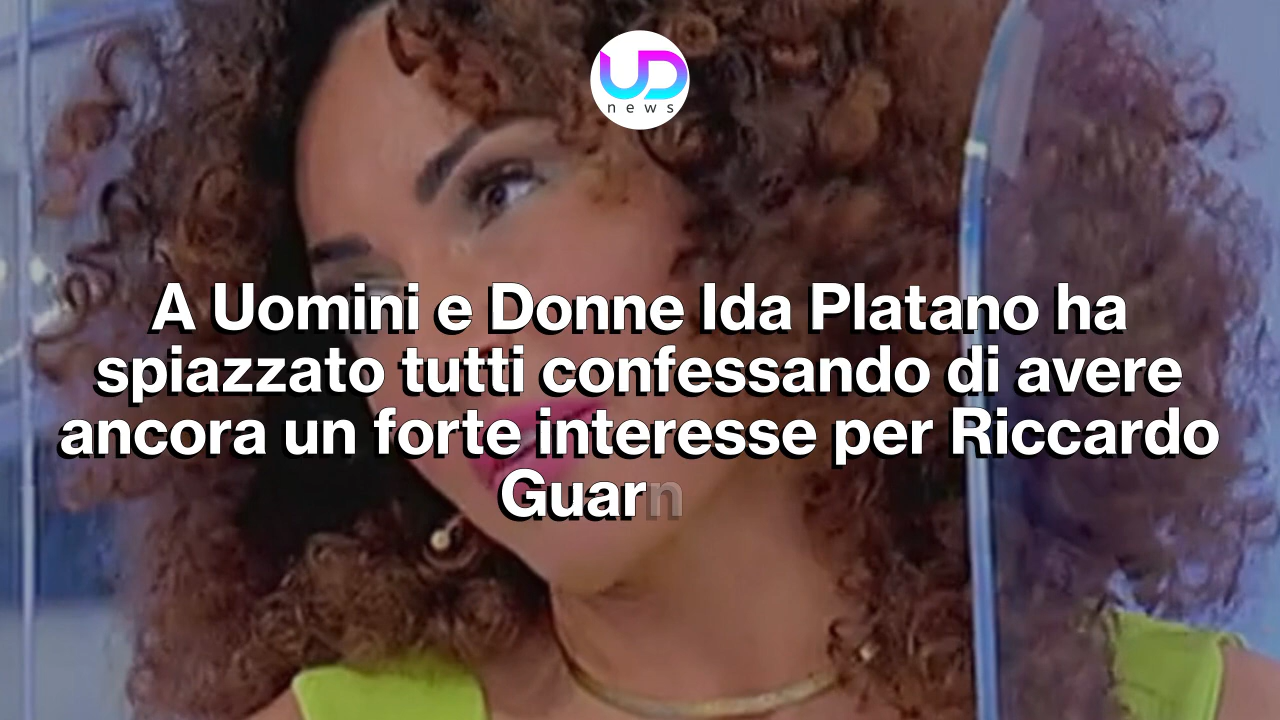 UD
news
A Uomini e Donne Ida Platano ha
spiazzato tutti confessando di avere
ancora un forte interesse per Riccardo
Guarn